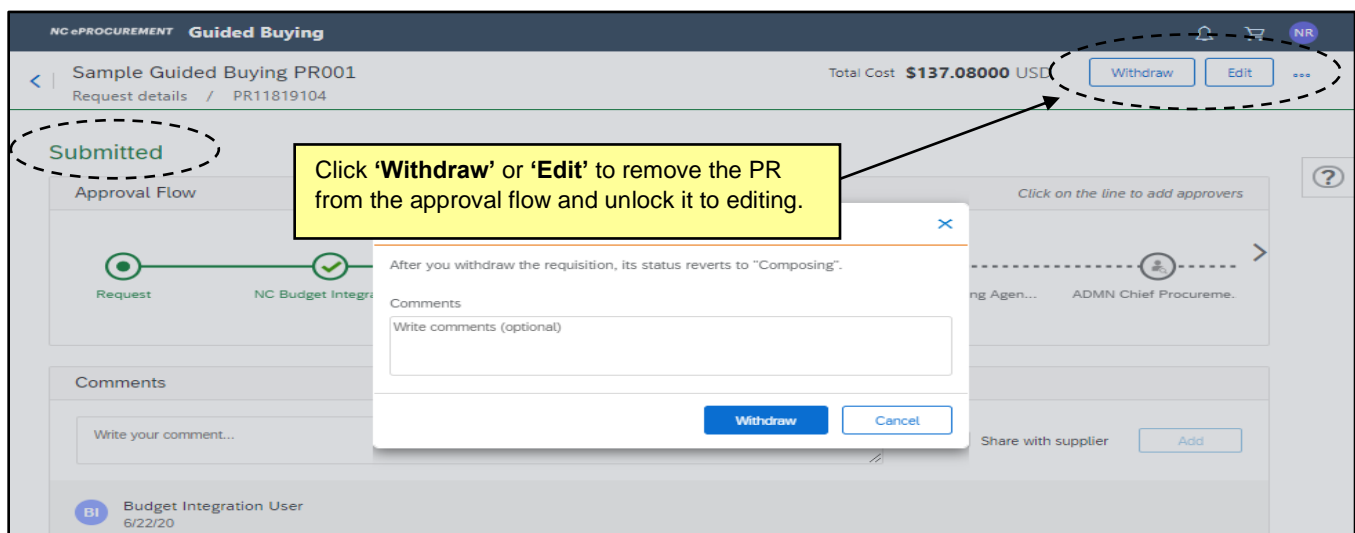 NC ePROCUREMENT Guided Buying
NR
Sample Guided Buying PR001
Total Cost $137.08000 USD
Withdraw
Edit
Request details / PR11819104
Submitted
Click ‘Withdraw’ or ‘Edit’ to remove the PR
from the approval flow and unlock it to editing.
Approval Flow
Click on the line to add approvers
?
After you withdraw the requisition, its status reverts to "Composing".
Request
NC Budget Integra
ng Agen...
ADMN Chief Procureme.
Comments
Write comments (optional)
Comments
Withdraw
Cancel
Write your comment...
Share with supplier
Add
BI
Budget Integration User
6/22/20